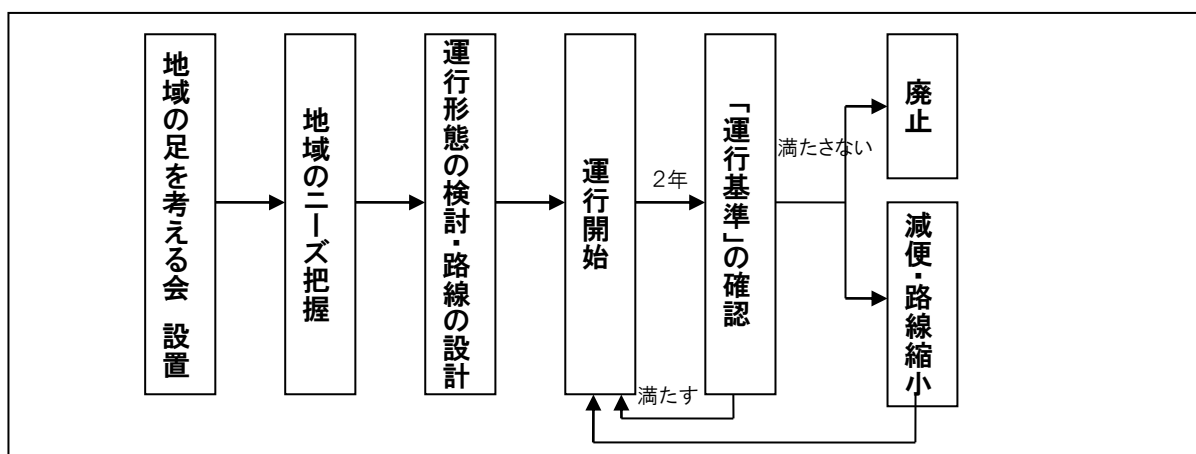 地域の足を考える会　設置
地域のニーズ把握
運行形態の検討・路線の設計
運行開始
2年
「運行基準」の確認
満たさない
満たす
廃止
減便・路線縮小